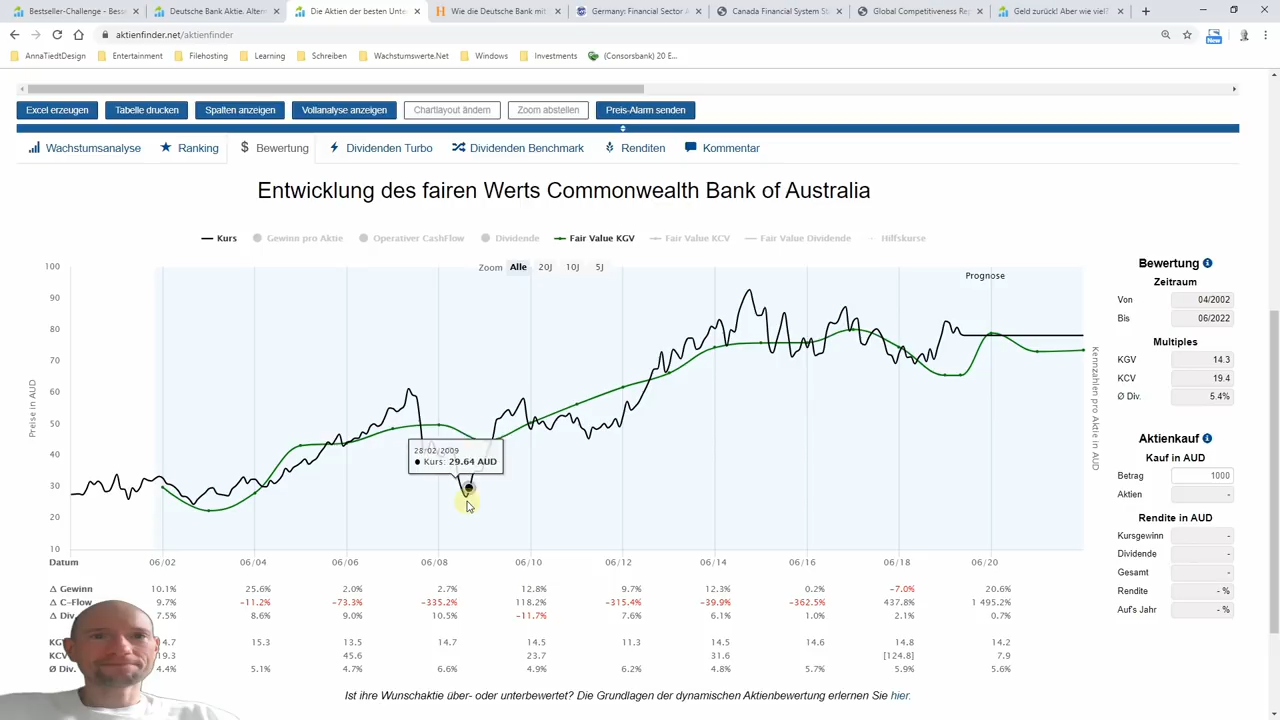 Bestseller-Challenge - Besse
Deutsche Bank Aktie. Altern
Die Aktien der besten Unte
Wie die Deutsche Bank mit
Germany: Financial Sector A
Canada Financial System St
Global Competitiveness Re
Geld zurück! Aber wie viel?
aktienfinder.net/aktienfinder
New
AnnaTiedtDesign
Entertainment
Filehosting
Learning
Schreiben
Wachstumswerte.Net
Windows
Investments
(Consorsbank) 20 E...
Excel erzeugen
Tabelle drucken
Spalten anzeigen
Vollanalyse anzeigen
Chartlayout ändern
Zoom abstellen
Preis-Alarm senden
Wachstumsanalyse
Ranking
Bewertung
Dividenden Turbo
Dividenden Benchmark
Renditen
Kommentar
Entwicklung des fairen Werts Commonwealth Bank of Australia
Kurs
Gewinn pro Aktie
Operativer CashFlow
Dividende
Fair Value KGV
Fair Value KCV
Fair Value Dividende
Hilfskurse
Zoom Alle 20J 10J 5J
Prognose
100
90
80
70
60
50
40
30
20
10
Preise in AUD
Kennzahlen pro Aktie in AUD
28/02/2009
Kurs: 29.64 AUD
Datum 06/02 06/04 06/06 06/08 06/10 06/12 06/14 06/16 06/18 06/20
Δ Gewinn 10.1% 25.6% 2.0% 2.7% 12.8% 9.7% 12.3% 0.2% -7.0% 20.6%
Δ C-Flow 9.7% -11.2% -73.3% -335.2% 118.2% -315.4% -39.9% -362.5% 437.8% 1 495.2%
Δ Div. 7.5% 8.6% 9.0% 10.5% -11.7% 7.6% 6.1% 1.0% 2.1% 0.7%
15.3 13.5 14.7 14.5 11.3 14.5 14.6 14.8 14.2
KCV 19.3 45.6 23.7 31.6 [124.8] 7.9
Ø Div. 4.4% 5.1% 4.7% 6.6% 4.9% 6.2% 4.8% 5.7% 5.9% 5.6%
Ist ihre Wunschaktie über- oder unterbewertet? Die Grundlagen der dynamischen Aktienbewertung erlernen Sie hier.
Bewertung
Zeitraum
Von 04/2002
Bis 06/2022
Multiples
KGV 14.3
KCV 19.4
Ø Div. 5.4%
Aktienkauf
Kauf in AUD
Betrag 1000
Aktien -
Rendite in AUD
Kursgewinn -
Dividende -
Gesamt -
Rendite - %
Auf's Jahr - %